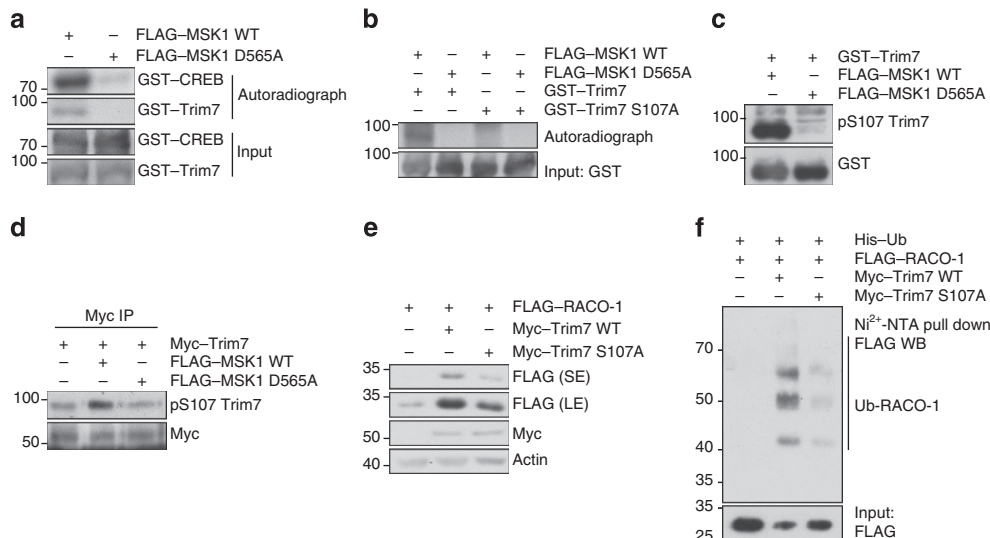 a
+ – FLAG–MSK1 WT
– + FLAG–MSK1 D565A
70 GST–CREB
100 GST–Trim7
Autoradiograph
70 GST–CREB
100 GST–Trim7
Input
b
+ – + – FLAG–MSK1 WT
– + – + FLAG–MSK1 D565A
+ + – – GST–Trim7
– – + + GST–Trim7 S107A
100 Autoradiograph
100 Input: GST
c
+ + GST–Trim7
+ – FLAG–MSK1 WT
– + FLAG–MSK1 D565A
100 pS107 Trim7
100 GST
d
Myc IP
+ + + Myc–Trim7
– + – FLAG–MSK1 WT
– – + FLAG–MSK1 D565A
100 pS107 Trim7
50 Myc
e
+ + + FLAG–RACO-1
– + – Myc–Trim7 WT
– – + Myc–Trim7 S107A
35 FLAG (SE)
35 FLAG (LE)
50 Myc
40 Actin
f
+ + + His–Ub
+ + + FLAG–RACO-1
– + – Myc–Trim7 WT
– – + Myc–Trim7 S107A
Ni2+-NTA pull down
FLAG WB
70
50 Ub-RACO-1
40
35
35 Input:
25 FLAG